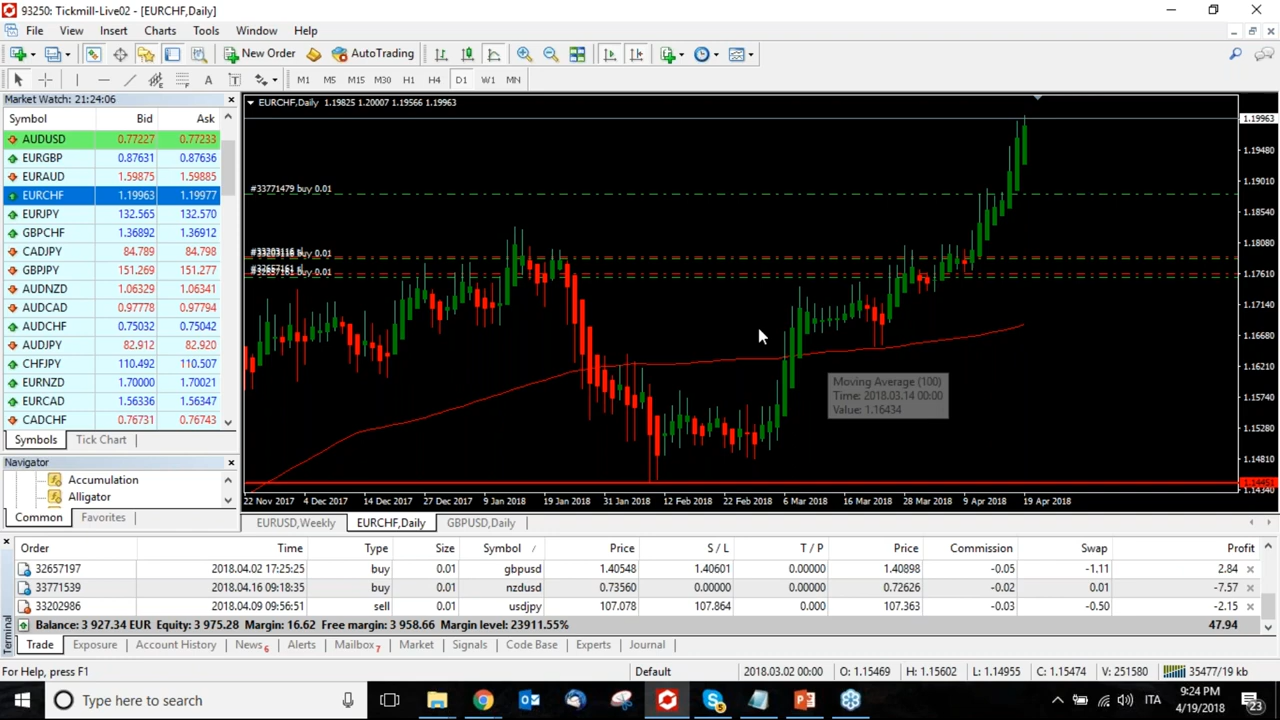 93250: Tickmill-Live02 - [EURCHF,Daily]
File View Insert Charts Tools Window Help
New Order AutoTrading
A T M1 M5 M15 M30 H1 H4 D1 W1 MN
Market Watch: 21:24:06
Symbol Bid Ask
AUDUSD 0.77227 0.77233
EURGBP 0.87631 0.87636
EURAUD 1.59875 1.59885
EURCHF 1.19963 1.19977
EURJPY 132.565 132.570
GBPCHF 1.36892 1.36912
CADJPY 84.789 84.798
GBPJPY 151.269 151.277
AUDNZD 1.06329 1.06341
AUDCAD 0.97778 0.97794
AUDCHF 0.75032 0.75042
AUDJPY 82.912 82.920
CHFJPY 110.492 110.507
EURNZD 1.70000 1.70021
EURCAD 1.56336 1.56347
CADCHF 0.76731 0.76743
Symbols Tick Chart
Navigator
Accumulation
Alligator
Common Favorites
EURCHF,Daily 1.19825 1.20007 1.19566 1.19963
#33771479 buy 0.01
buy 0.01
buy 0.01
Moving Average (100)
Time: 2018.03.14 00:00
Value: 1.16434
1.19963
1.19480
1.19010
1.18540
1.18080
1.17610
1.17140
1.16680
1.16210
1.15740
1.15280
1.14810
1.14451
1.14340
22 Nov 2017 4 Dec 2017 14 Dec 2017 27 Dec 2017 9 Jan 2018 19 Jan 2018 31 Jan 2018 12 Feb 2018 22 Feb 2018 6 Mar 2018 16 Mar 2018 28 Mar 2018 9 Apr 2018 19 Apr 2018
EURUSD,Weekly EURCHF,Daily GBPUSD,Daily
Order Time Type Size Symbol / Price S / L T / P Price Commission Swap Profit
32657197 2018.04.02 17:25:25 buy 0.01 gbpusd 1.40548 1.40601 0.00000 1.40898 -0.05 -1.11 2.84
33771539 2018.04.16 09:18:35 buy 0.01 nzdusd 0.73560 0.00000 0.00000 0.72626 -0.02 0.01 -7.57
33202986 2018.04.09 09:56:51 sell 0.01 usdjpy 107.078 107.864 0.000 107.363 -0.03 -0.50 -2.15
Balance: 3 927.34 EUR Equity: 3 975.28 Margin: 16.62 Free margin: 3 958.66 Margin level: 23911.55% 47.94
Terminal
Trade Exposure Account History News 6 Alerts Mailbox 7 Market Signals Code Base Experts Journal
For Help, press F1 Default 2018.03.02 00:00 O: 1.15469 H: 1.15602 L: 1.14955 C: 1.15474 V: 251580 35477/19 kb
Type here to search 5 ITA 9:24 PM 4/19/2018 23